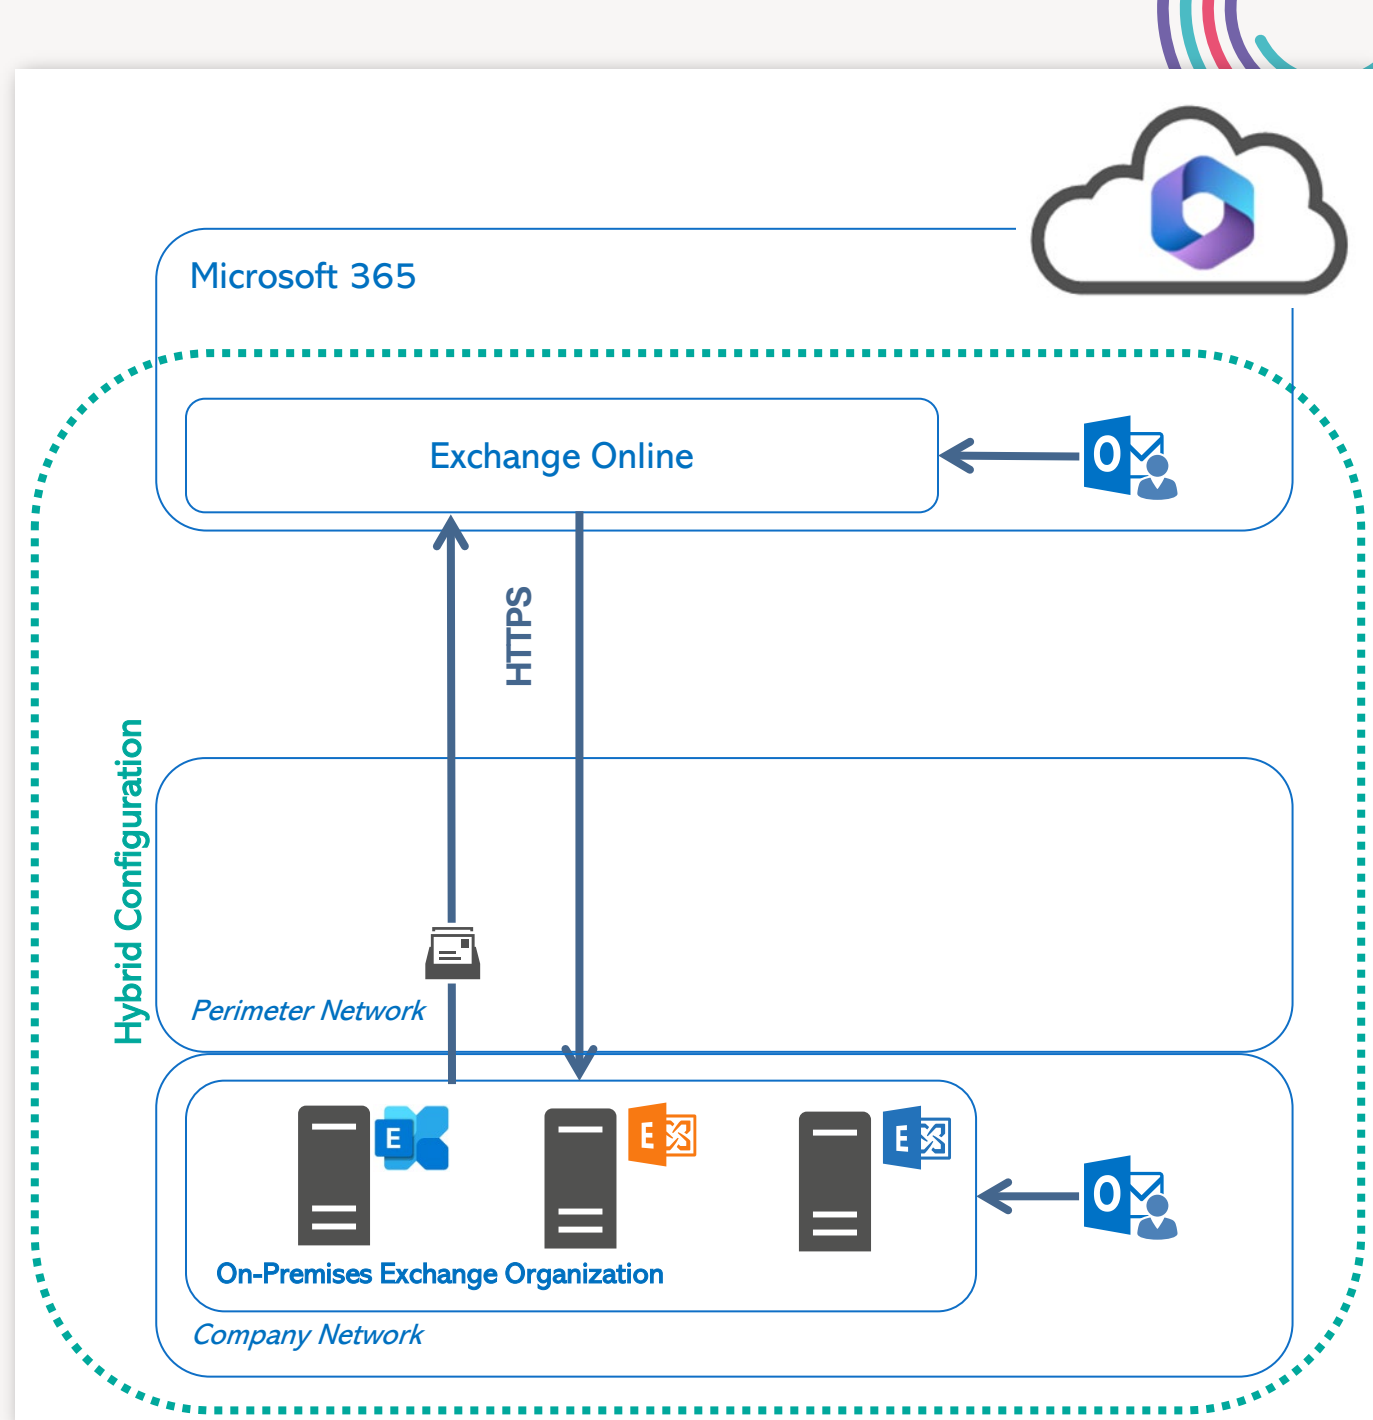 Microsoft 365
Exchange Online
O
HTTPS
Hybrid Configuration
Perimeter Network
E
E
E
O
On-Premises Exchange Organization
Company Network